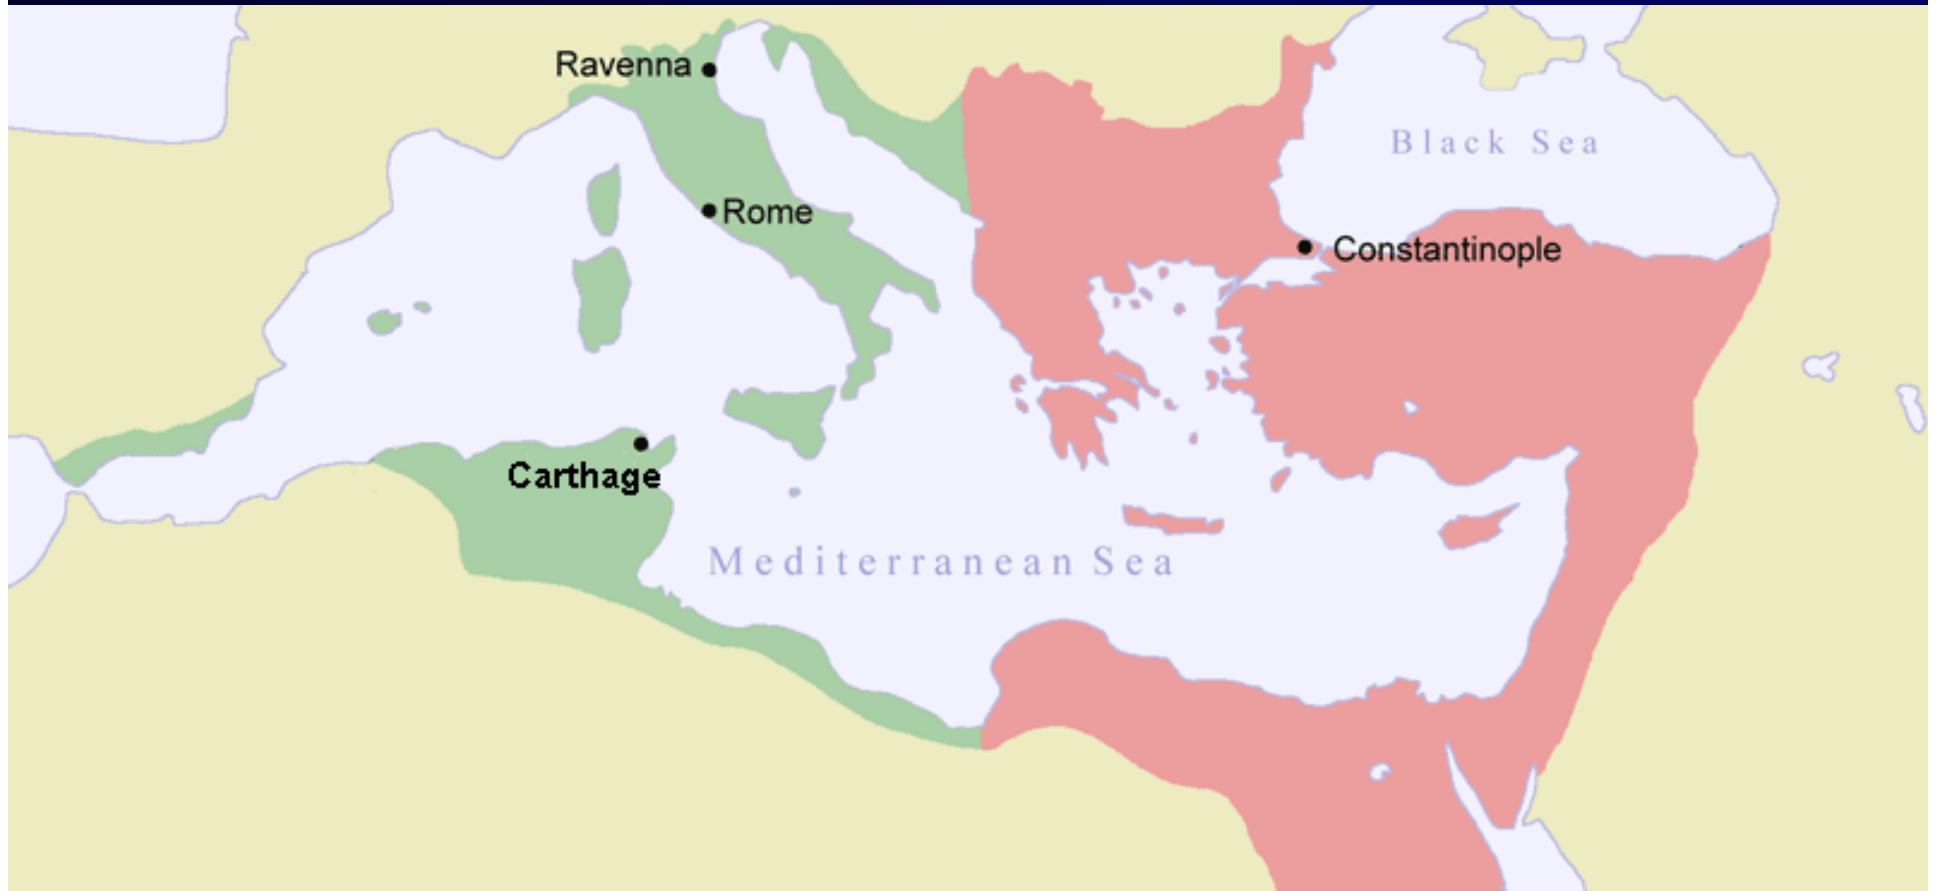 Ravenna
Black Sea
Rome
Constantinople
Carthage
Mediterranean Sea